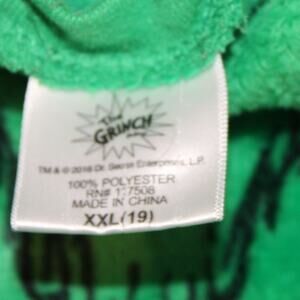 The
GRINCH
TM & © 2018 Dr. Seuss Enterprises, L.P.
100% POLYESTER
RN# 117508
MADE IN CHINA
XXL(19)